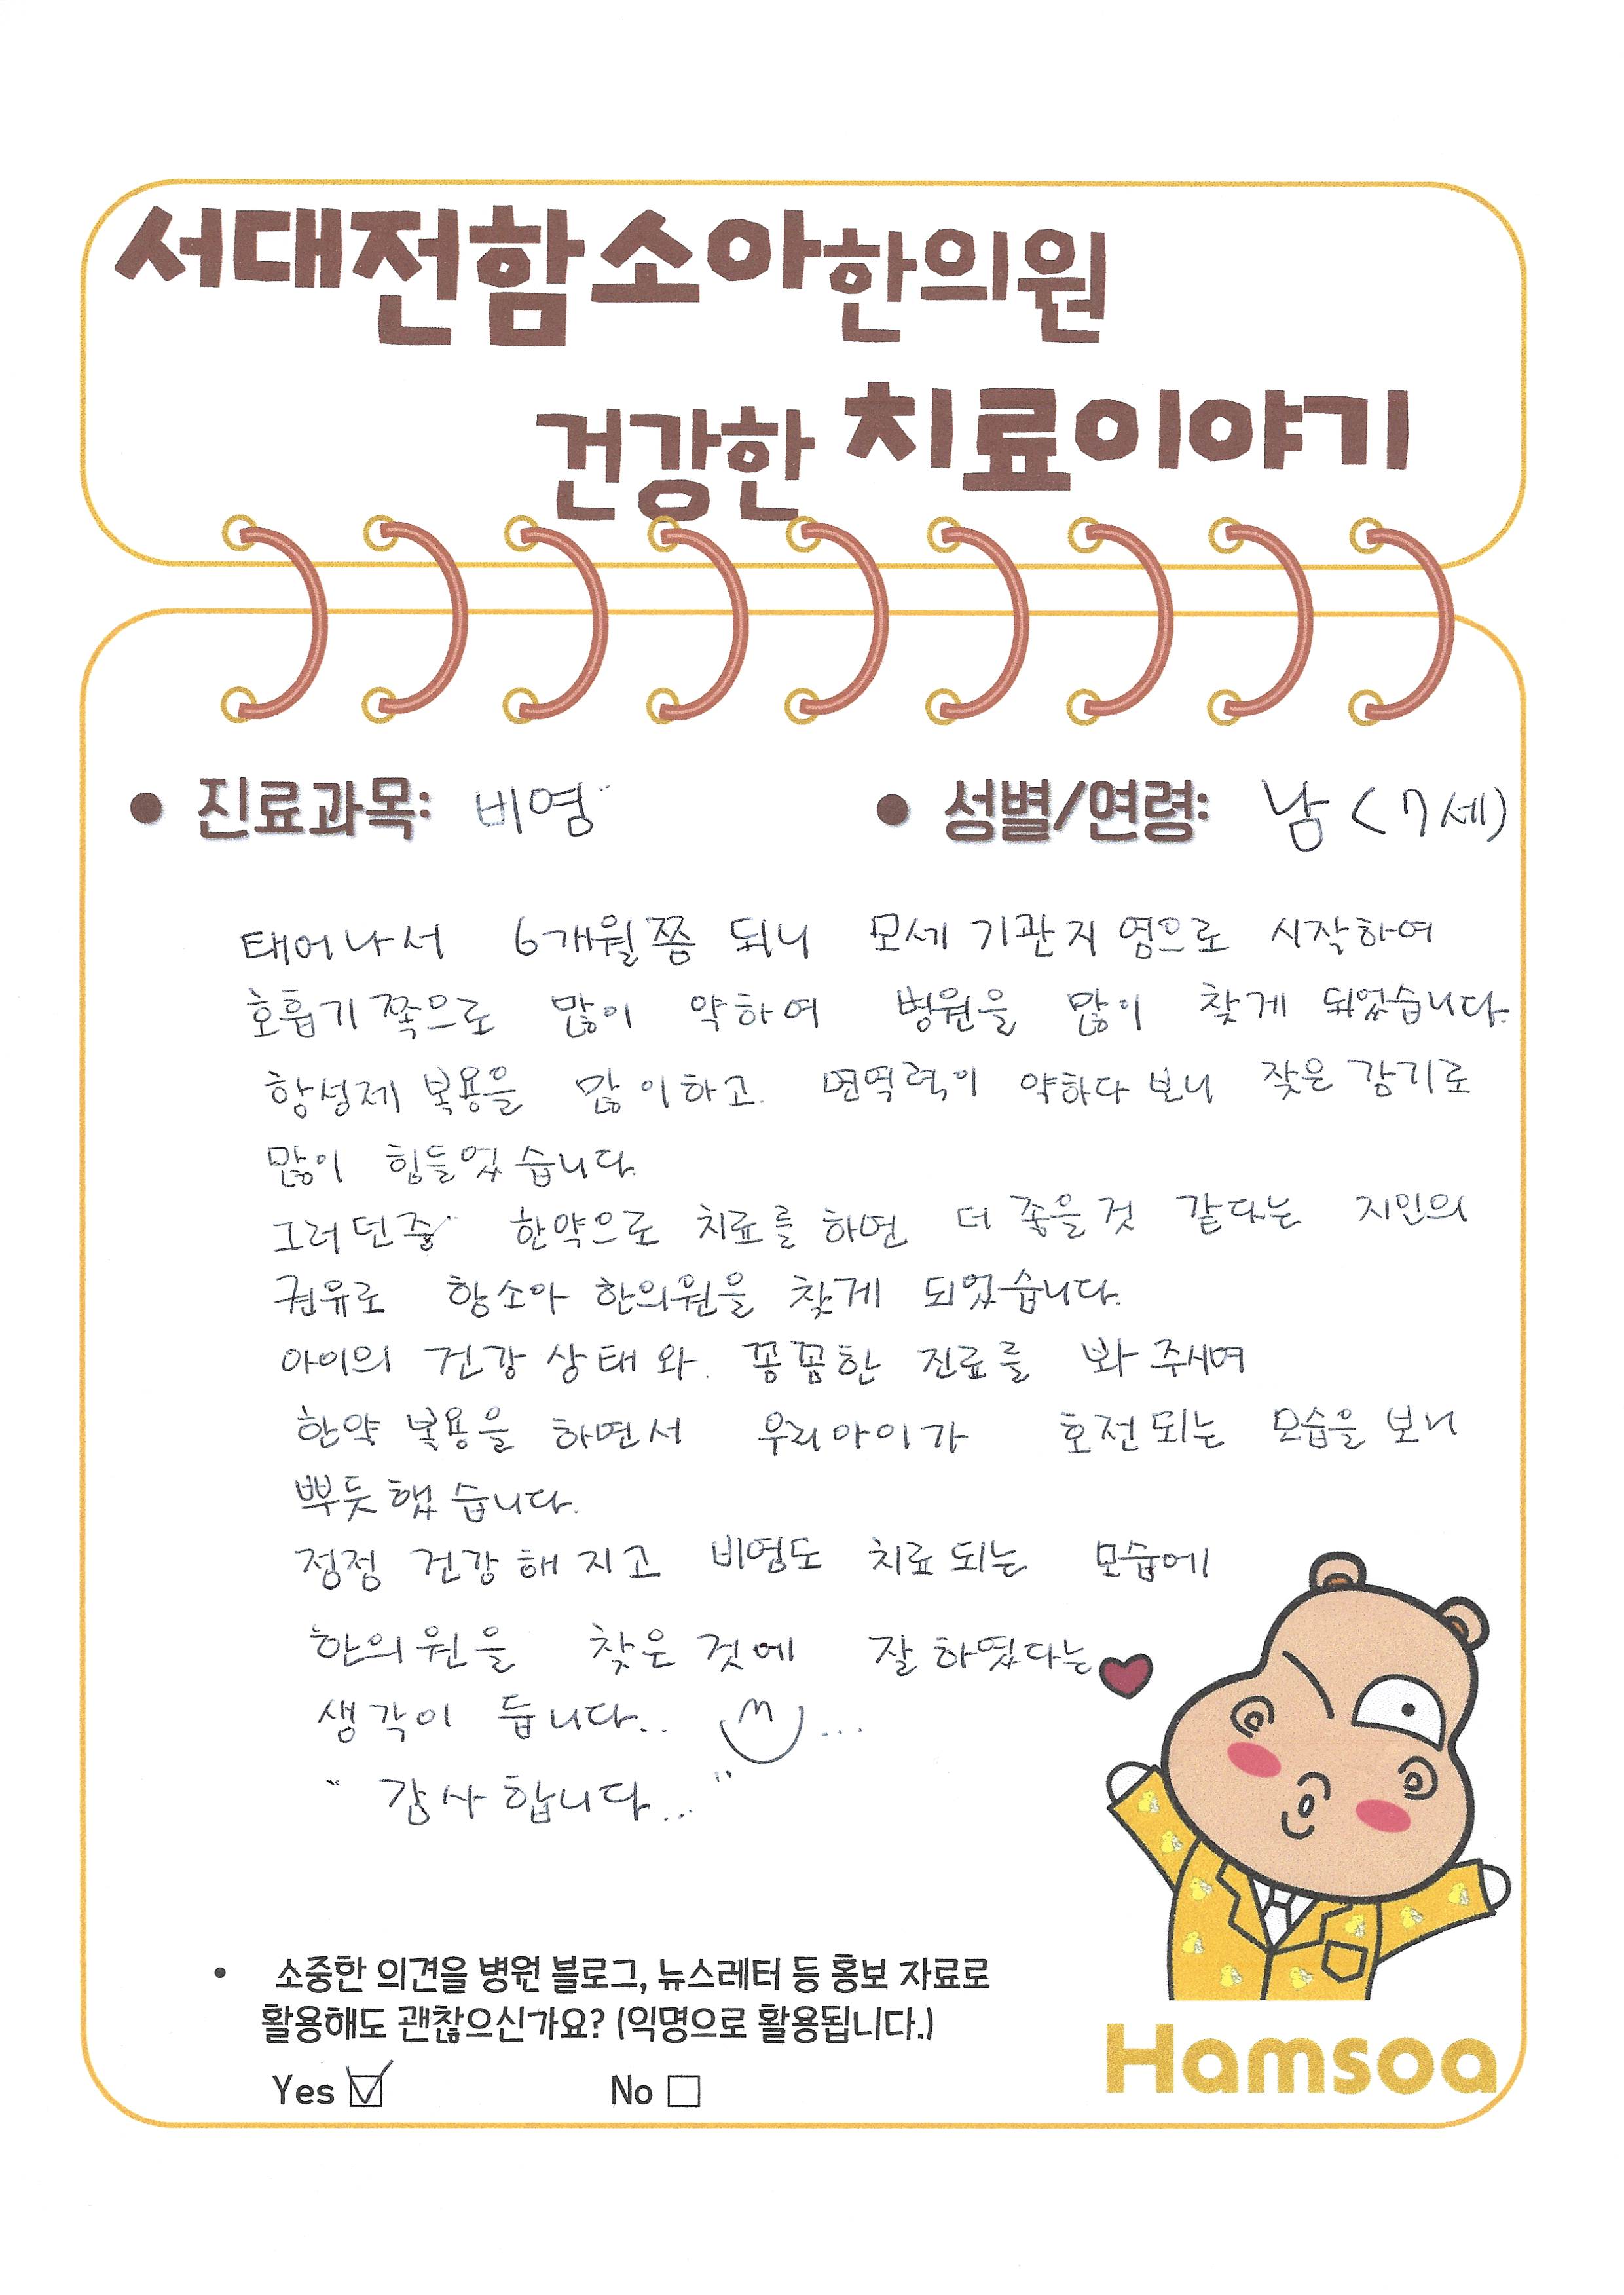 서대전함소아한의원
건강한 치료이야기
• 진료과목: 비염
• 성별/연령: 남 (7세)
태어나서 6개월쯤 되니 모세기관지염으로 시작하여
호흡기쪽으로 많이 약하여 병원을 많이 찾게 되었습니다.
항생제 복용을 많이하고 면역력이 약하다 보니 잦은 감기로
많이 힘들었습니다.
그러던중 한약으로 치료를 하면 더 좋을것 같다는 지인의
권유로 함소아 한의원을 찾게 되었습니다.
아이의 건강상태와 꼼꼼한 진료를 봐주시며
한약 복용을 하면서 우리아이가 호전되는 모습을 보니
뿌듯했습니다.
점점 건강해지고 비염도 치료되는 모습에
한의원을 찾은것에 잘하였다는
생각이 듭니다.. ...
" 감사합니다... "
• 소중한 의견을 병원 블로그, 뉴스레터 등 홍보 자료로
활용해도 괜찮으신가요? (익명으로 활용됩니다.)
Yes ☑ No ☐
Hamsoa